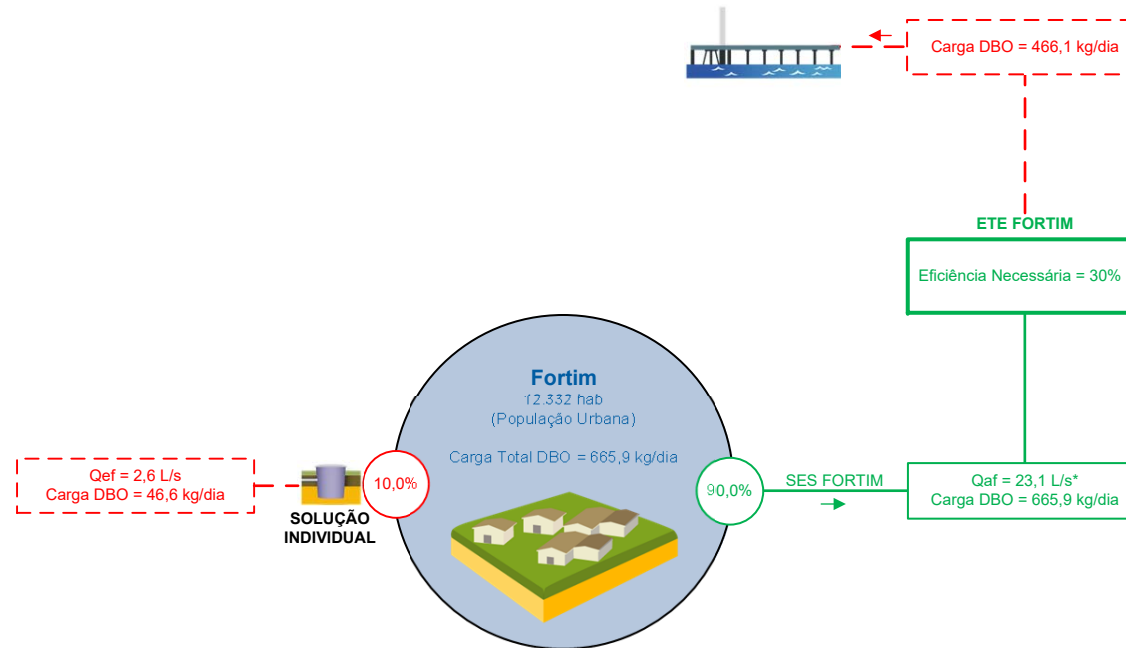 Carga DBO = 466,1 kg/dia
ETE FORTIM
Eficiência Necessária = 30%
Fortim
12.332 hab
(População Urbana)
Carga Total DBO = 665,9 kg/dia
Qef = 2,6 L/s
Carga DBO = 46,6 kg/dia
10,0%
SOLUÇÃO
INDIVIDUAL
90,0%
SES FORTIM
Qaf = 23,1 L/s*
Carga DBO = 665,9 kg/dia